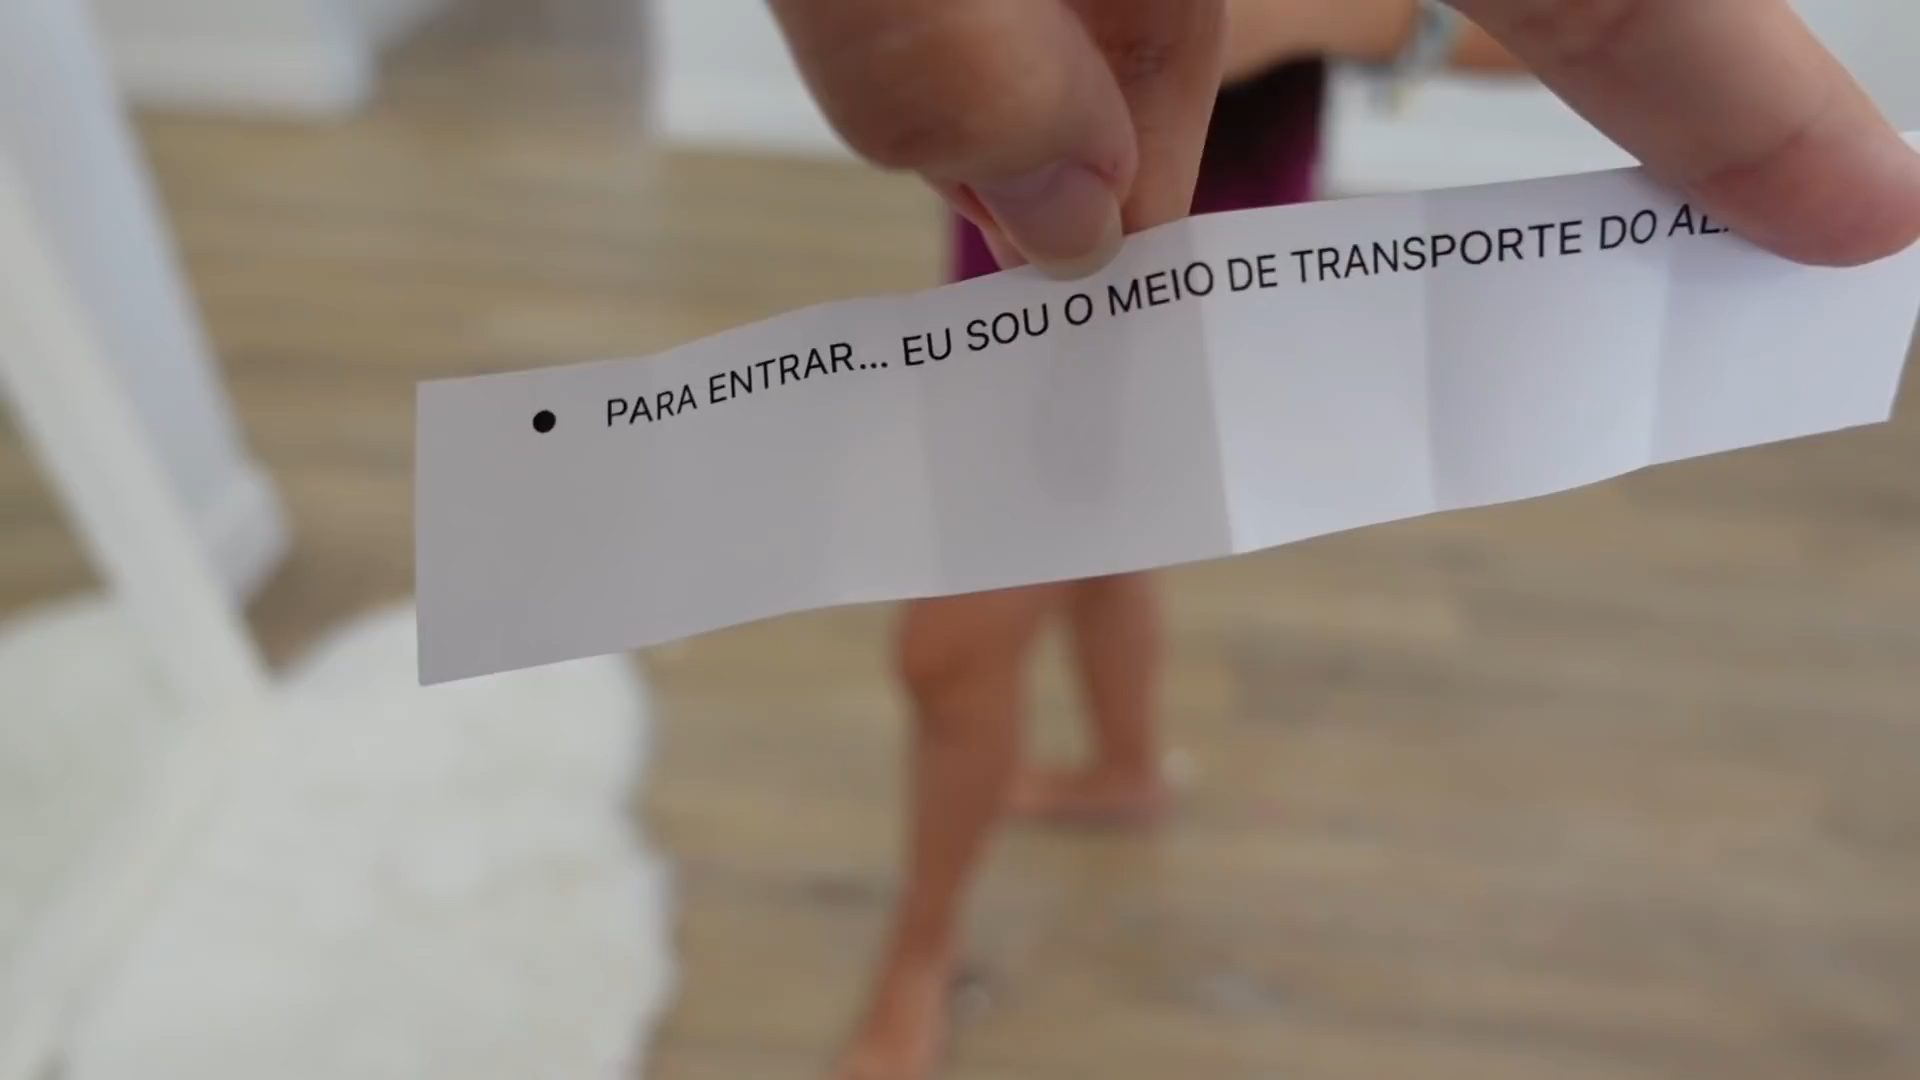 • PARA ENTRAR... EU SOU O MEIO DE TRANSPORTE DO